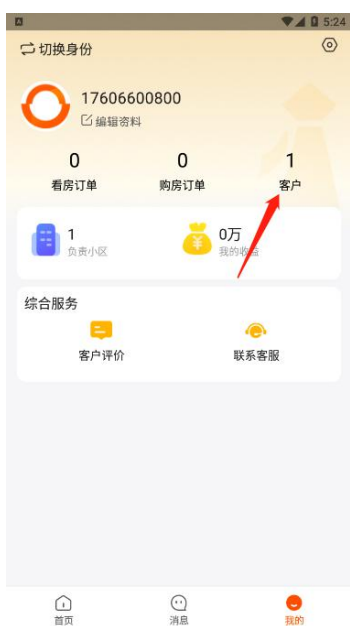 5:24
切换身份
17606600800
编辑资料
0 0 1
看房订单 购房订单 客户
1 0万
负责小区 我的收益
综合服务
客户评价 联系客服
首页 消息 我的